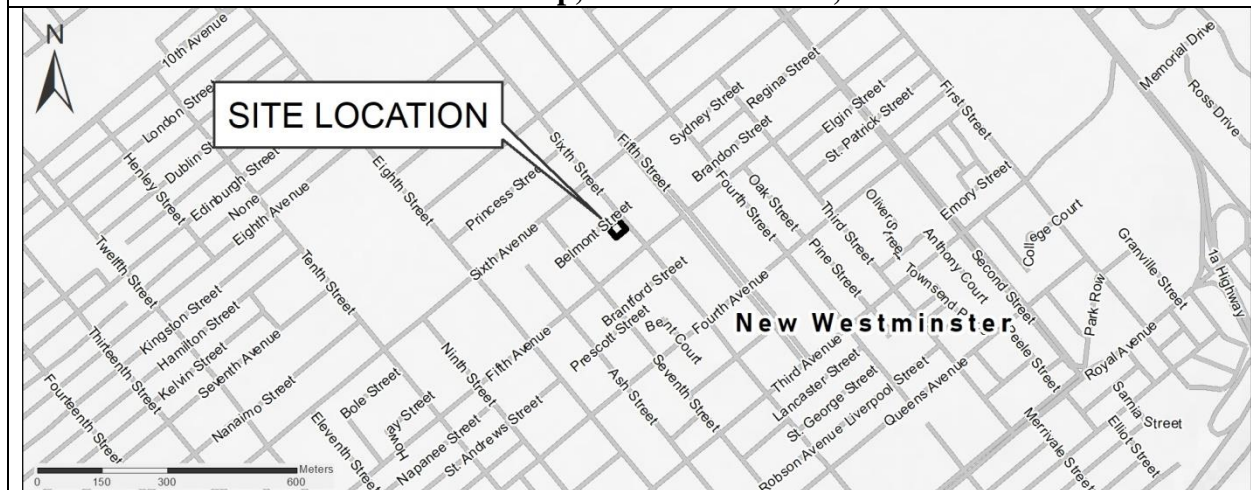 N
10th Avenue
London Street
Dublin St
Henley Street
Edinburgh Street
None
Eighth Avenue
SITE LOCATION
Eighth Street
Sixth Street
Fifth Street
Princess Stre
Sixth Avenue
Belmont Street
Sydney Street
Regina Street
Brandon Street
Elgin Street
St. Patrick Street
First Street
Memorial Drive
Ross Drive
Fourth Street
Oak Street
Third Street
Oliver Street
Emory Street
College Court
Anthony Court
Second Street
Granville Street
1a Highway
Twelfth Street
Tenth Street
Thirteenth Street
Kingston Street
Hamilton Street
Kelvin Street
Seventh Avenue
Fourteenth Street
Nanaimo Street
Eleventh Street
Bole Street
Ninth Street
Fifth Avenue
Napanee Street
St. Andrews Street
Brantford Street
Prescott Street
Bent Court
Fourth Avenue
Ash Street
Seventh Street
Pine Street
New Westminster
Park Row
Royal Avenue
Third Avenue
Lancaster Street
St. George Street
Liverpool Street
Queens Avenue
Robson Avenue
Merrivale Street
Sarnia Street
Elliot Street
0 150 300 600 Meters